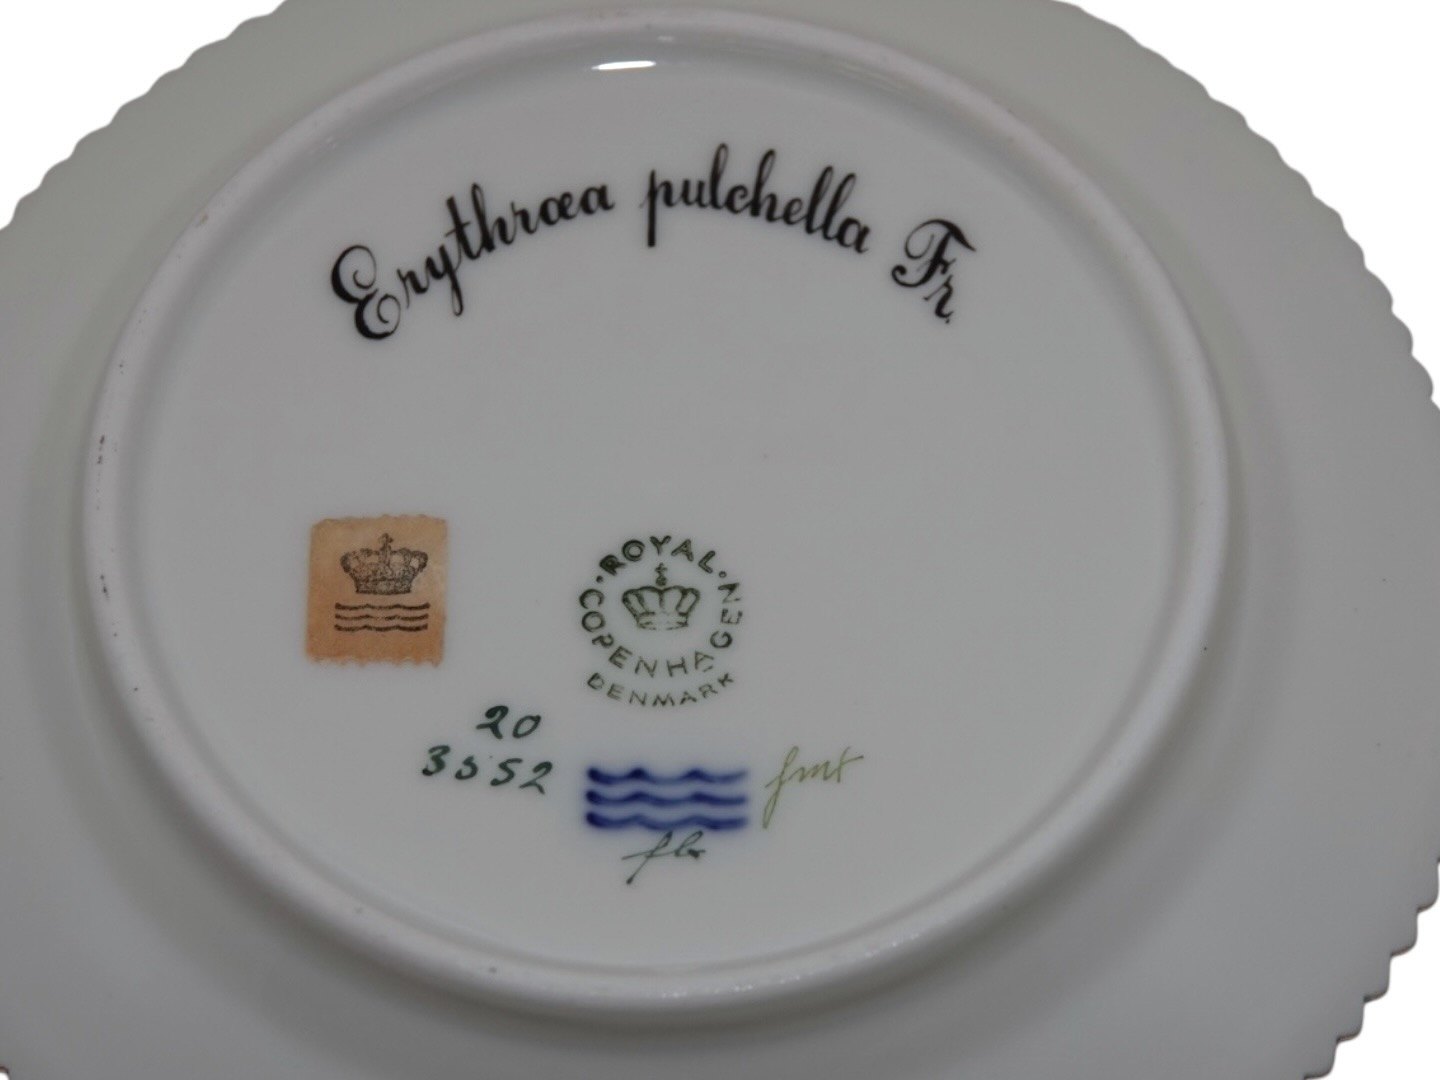 Erythræa pulchella Fr.
ROYAL
COPENHAGEN
DENMARK
20
3552